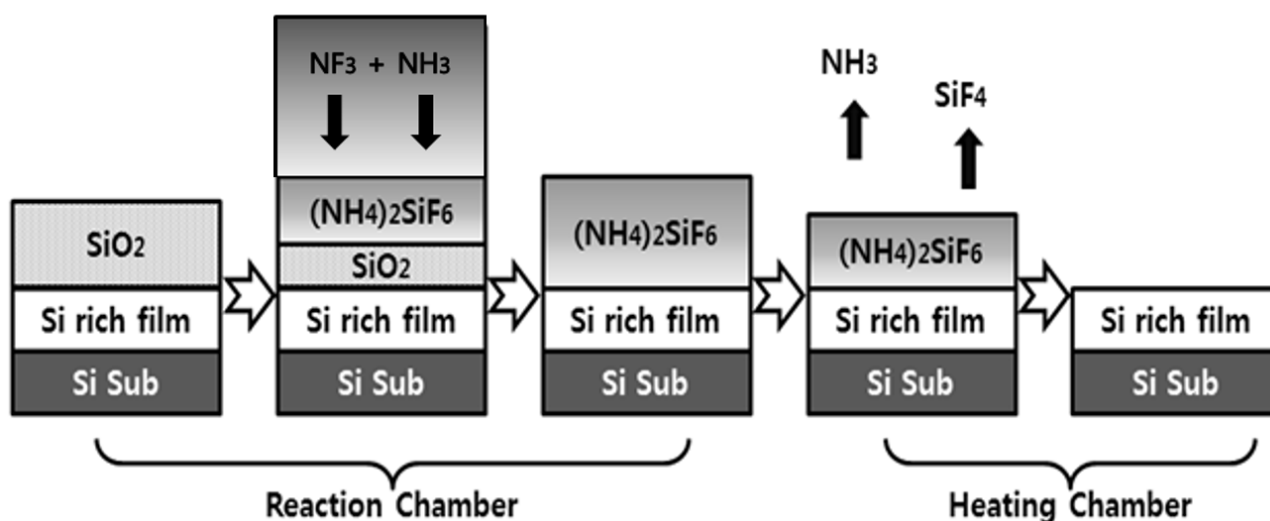 SiO2
Si rich film
Si Sub
NF3 + NH3
(NH4)2SiF6
SiO2
Si rich film
Si Sub
(NH4)2SiF6
Si rich film
Si Sub
NH3
SiF4
(NH4)2SiF6
Si rich film
Si Sub
Si rich film
Si Sub
Reaction Chamber
Heating Chamber